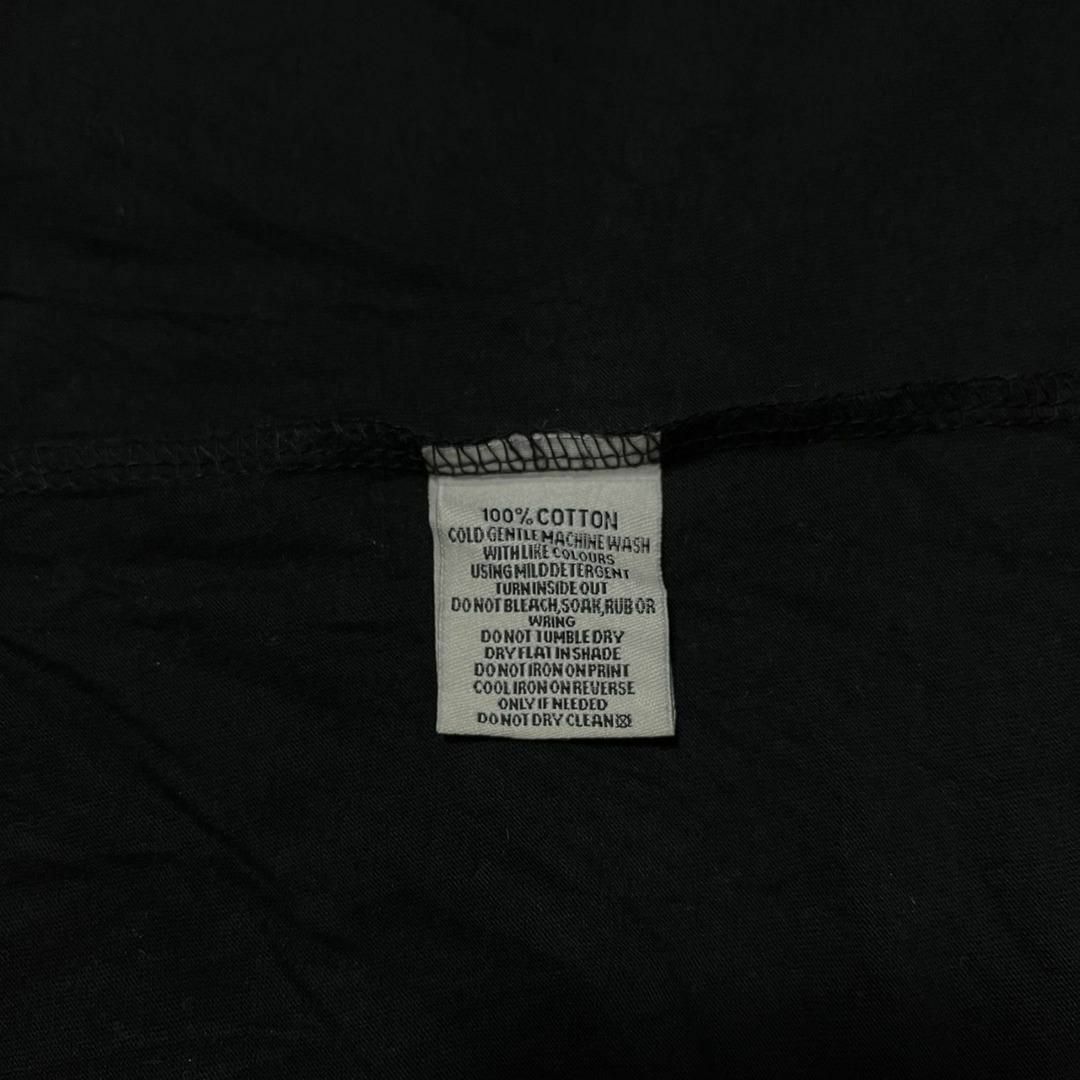 100% COTTON
COLD GENTLE MACHINE WASH
WITH LIKE COLOURS
USING MILD DETERGENT
TURN INSIDE OUT
DO NOT BLEACH, SOAK, RUB OR
WRING
DO NOT TUMBLE DRY
DRY FLAT IN SHADE
DO NOT IRON ON PRINT
COOL IRON ON REVERSE
ONLY IF NEEDED
DO NOT DRY CLEAN